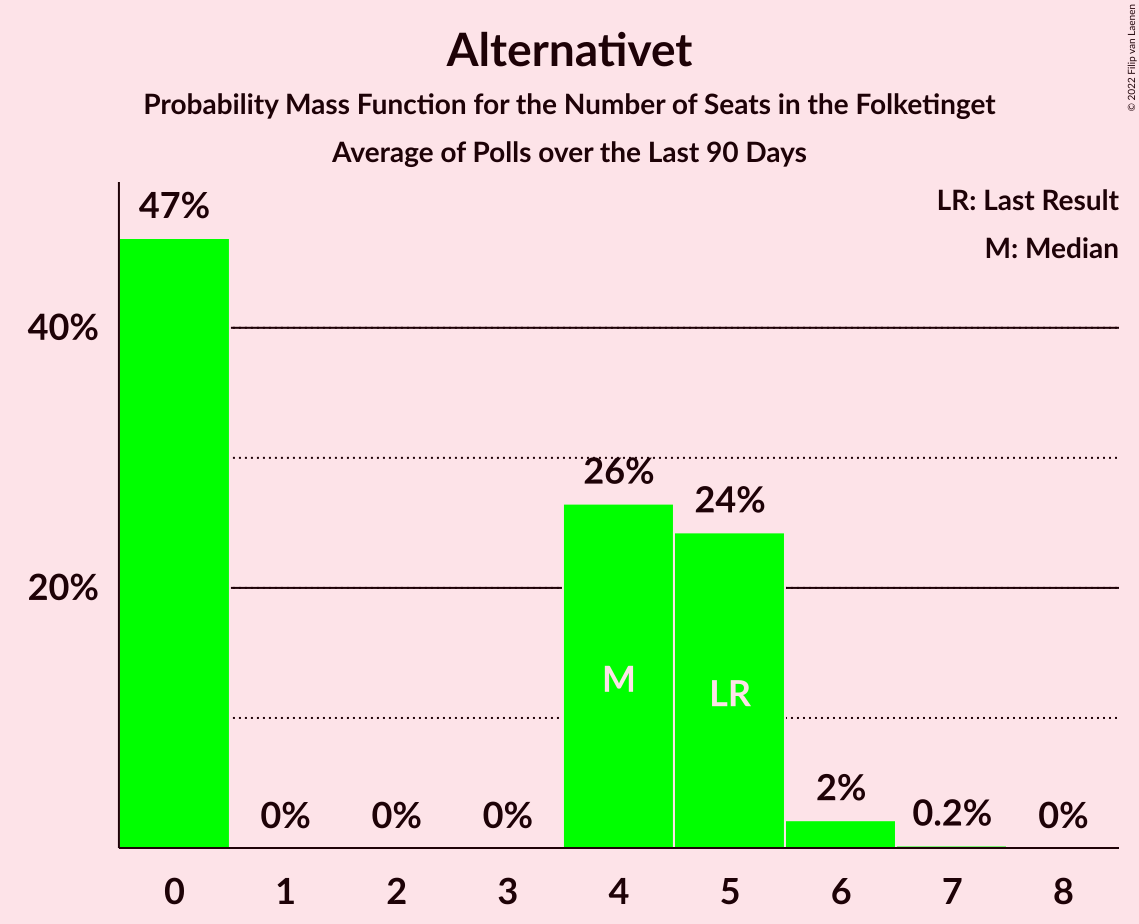 Alternativet
Probability Mass Function for the Number of Seats in the Folketinget
Average of Polls over the Last 90 Days
© 2022 Filip van Laenen
LR: Last Result
M: Median
47%
40%
26%
24%
20%
M
LR
0%
0%
0%
2%
0.2%
0%
0
1
2
3
4
5
6
7
8